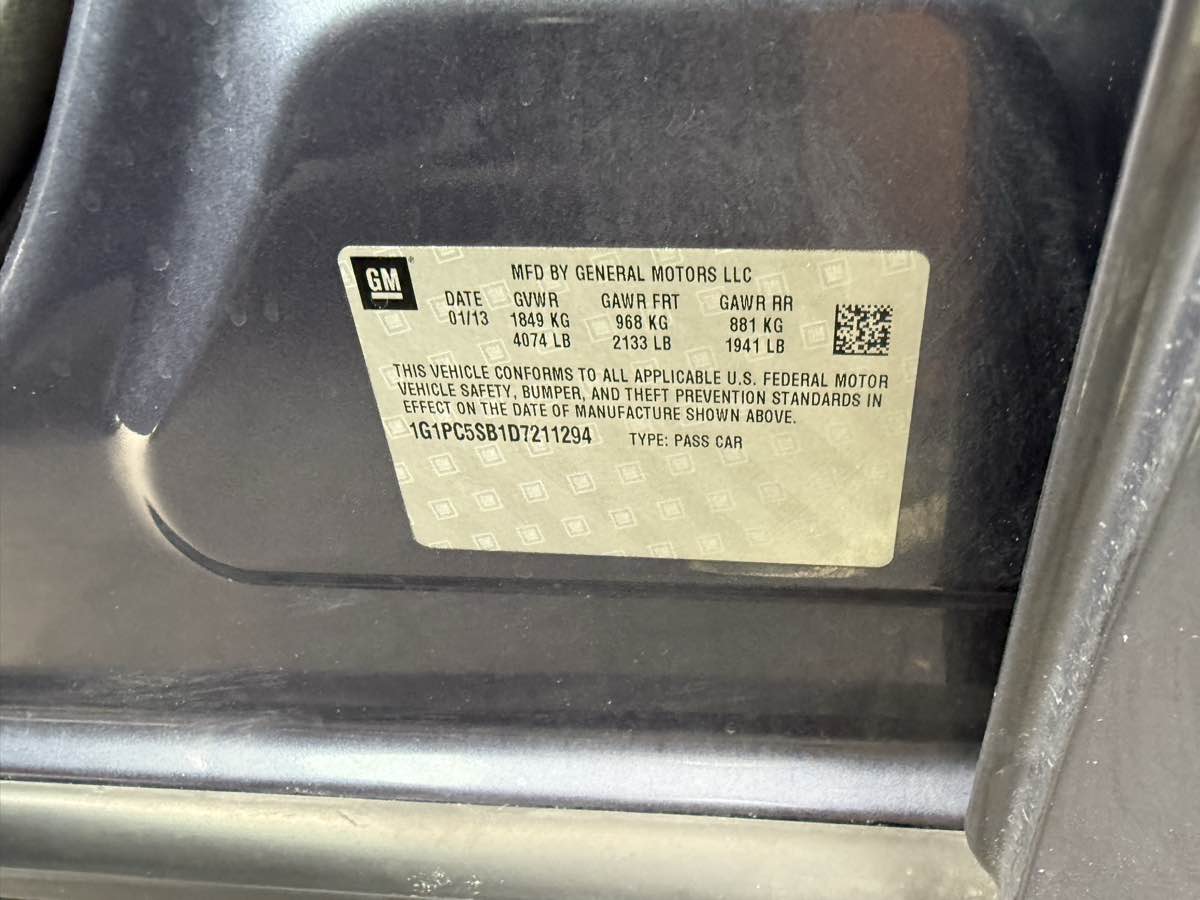 GM
MFD BY GENERAL MOTORS LLC
DATE GVWR GAWR FRT GAWR RR
01/13 1849 KG 968 KG 881 KG
4074 LB 2133 LB 1941 LB
THIS VEHICLE CONFORMS TO ALL APPLICABLE U.S. FEDERAL MOTOR
VEHICLE SAFETY, BUMPER, AND THEFT PREVENTION STANDARDS IN
EFFECT ON THE DATE OF MANUFACTURE SHOWN ABOVE.
1G1PC5SB1D7211294 TYPE: PASS CAR